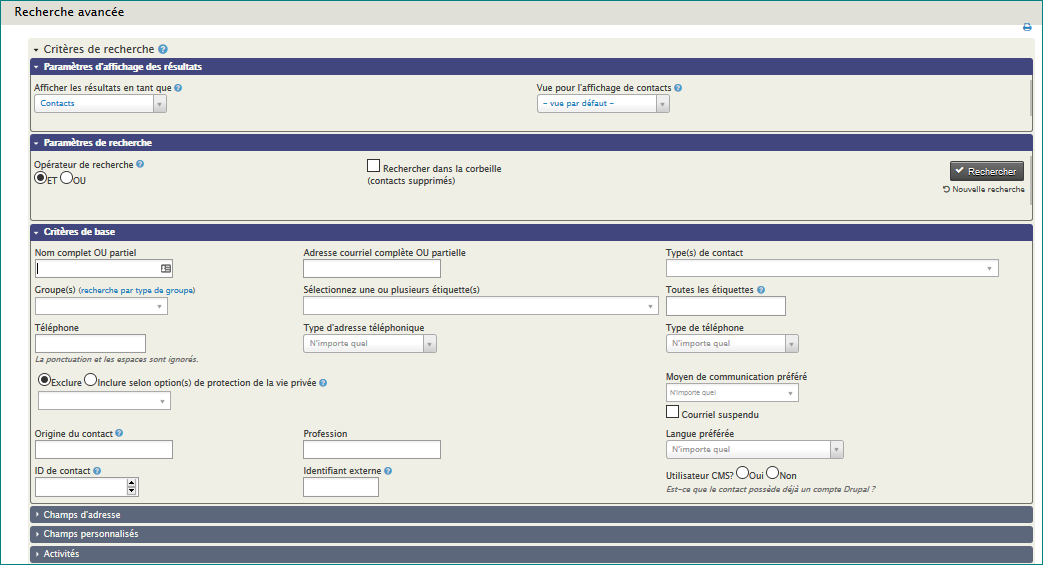 Recherche avancée
Critères de recherche
Paramètres d'affichage des résultats
Afficher les résultats en tant que
Vue pour l'affichage de contacts
Contacts
- vue par défaut -
Paramètres de recherche
Opérateur de recherche
Rechercher dans la corbeille
(contacts supprimés)
ET OU
Rechercher
Nouvelle recherche
Critères de base
Nom complet OU partiel
Adresse courriel complète OU partielle
Type(s) de contact
Groupe(s) (recherche par type de groupe)
Sélectionnez une ou plusieurs étiquette(s)
Toutes les étiquettes
Téléphone
Type d'adresse téléphonique
Type de téléphone
N'importe quel
N'importe quel
La ponctuation et les espaces sont ignorés.
Exclure Inclure selon option(s) de protection de la vie privée
Moyen de communication préféré
N'importe quel
Courriel suspendu
Origine du contact
Profession
Langue préférée
N'importe quel
ID de contact
Identifiant externe
Utilisateur CMS? Oui Non
Est-ce que le contact possède déjà un compte Drupal ?
Champs d'adresse
Champs personnalisés
Activités